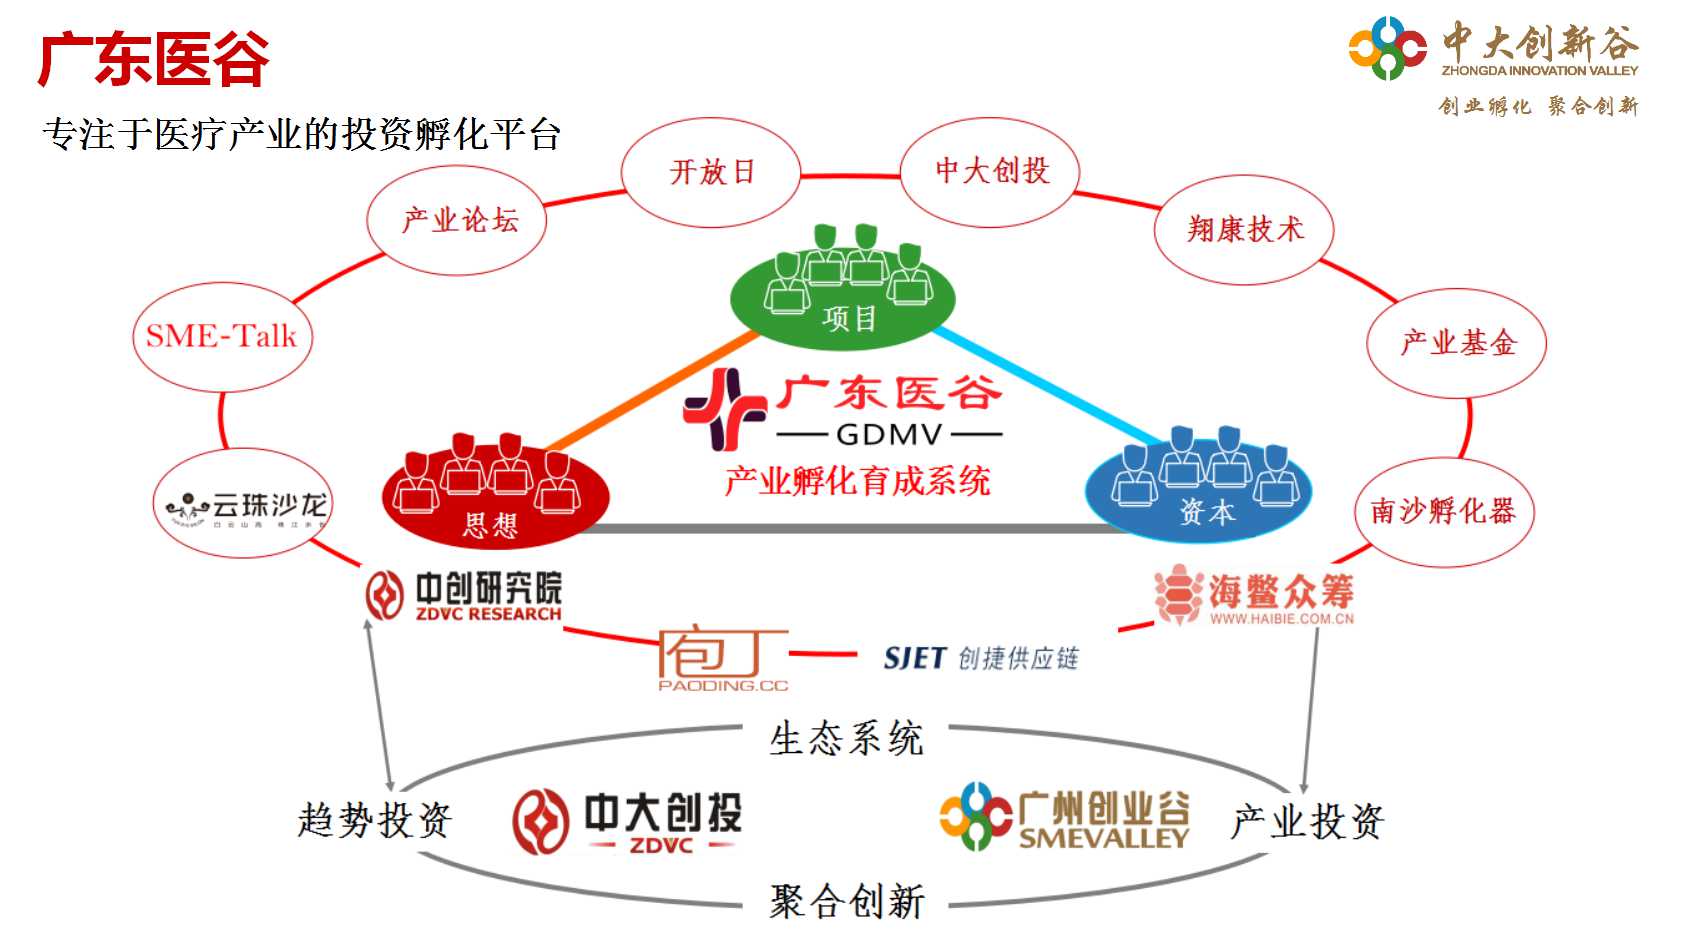 广东医谷
中大创新谷
ZHONGDA INNOVATION VALLEY
创业孵化 聚合创新
专注于医疗产业的投资孵化平台
开放日
中大创投
产业论坛
翔康技术
SME-Talk
项目
产业基金
广东医谷
GDMV
产业孵化育成系统
云珠沙龙
思想
资本
南沙孵化器
中创研究院
ZDVC RESEARCH
海鳖众筹
WWW.HAIBIE.COM.CN
庖丁
PAODING.CC
SJET 创捷供应链
生态系统
趋势投资
中大创投
ZDVC
广州创业谷
SMEVALLEY
产业投资
聚合创新